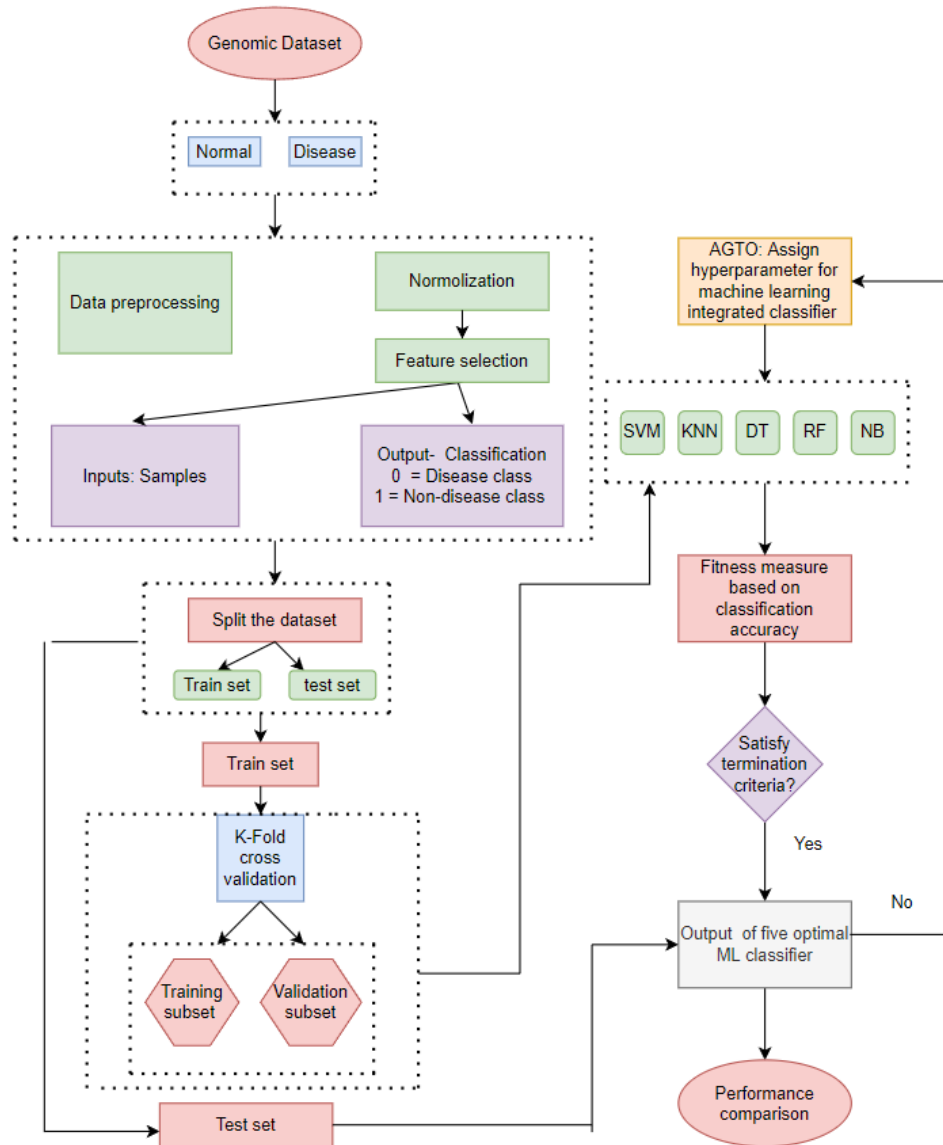 Genomic Dataset
Normal
Disease
Data preprocessing
Normolization
Feature selection
Inputs: Samples
Output-  Classification
0  = Disease class
1 = Non-disease class
Split the dataset
Train set
test set
Train set
K-Fold
cross
validation
Training
subset
Validation
subset
Test set
AGTO: Assign
hyperparameter for
machine learning
integrated classifier
SVM
KNN
DT
RF
NB
Fitness measure
based on
classification
accuracy
Satisfy
termination
criteria?
Yes
No
Output  of five optimal
ML classifier
Performance
comparison